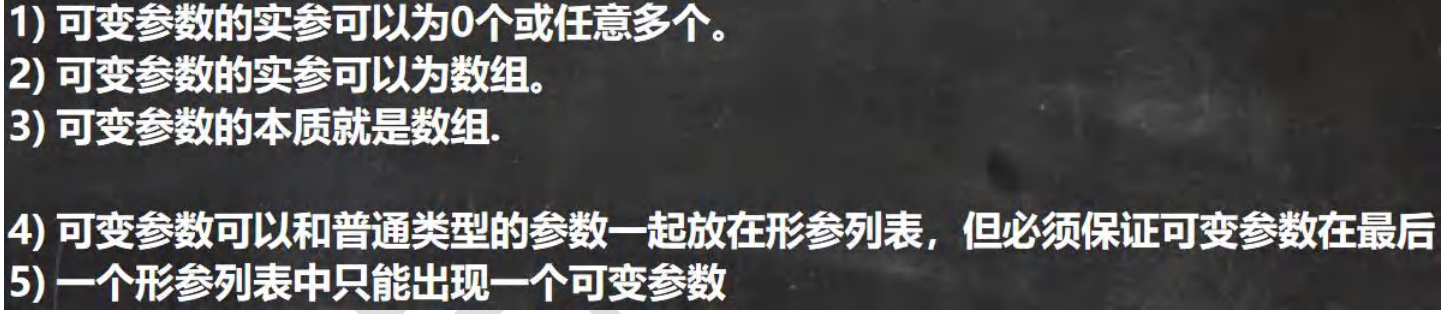 1) 可变参数的实参可以为0个或任意多个。
2) 可变参数的实参可以为数组。
3) 可变参数的本质就是数组.
4) 可变参数可以和普通类型的参数一起放在形参列表，但必须保证可变参数在最后
5) 一个形参列表中只能出现一个可变参数